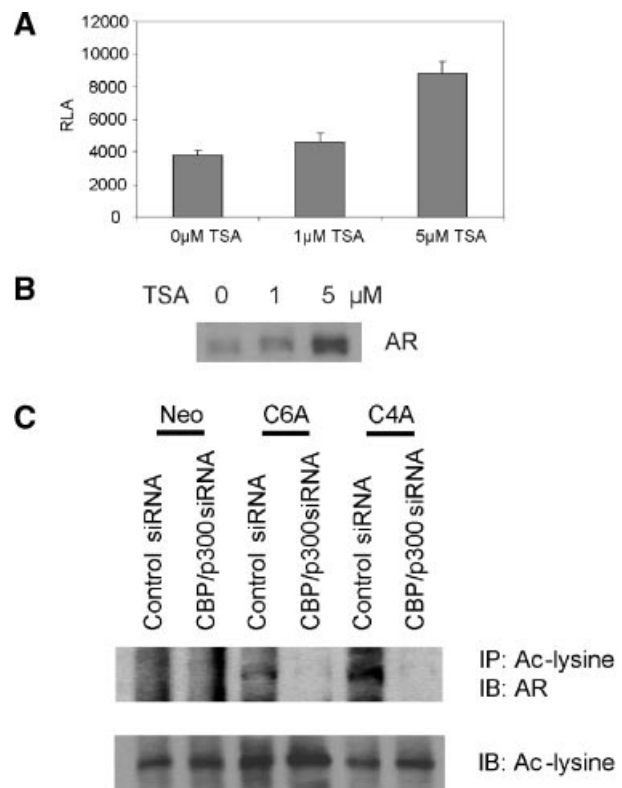 A
12000
10000
8000
6000
4000
2000
0
RLA
0µM TSA 1µM TSA 5µM TSA
B
TSA 0 1 5 µM
AR
C
Neo C6A C4A
Control siRNA
CBP/p300siRNA
Control siRNA
CBP/p300siRNA
Control siRNA
CBP/p300 siRNA
IP: Ac-lysine
IB: AR
IB: Ac-lysine